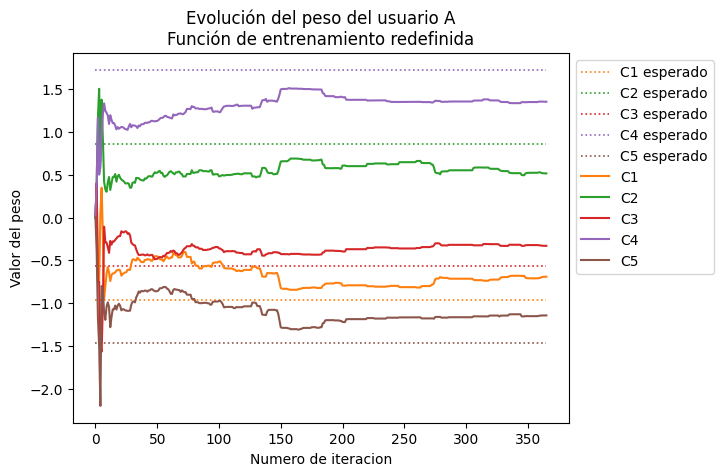 Evolución del peso del usuario A
Función de entrenamiento redefinida
Valor del peso
1.5
1.0
0.5
0.0
−0.5
−1.0
−1.5
−2.0
0
50
100
150
200
250
300
350
Numero de iteracion
C1 esperado
C2 esperado
C3 esperado
C4 esperado
C5 esperado
C1
C2
C3
C4
C5